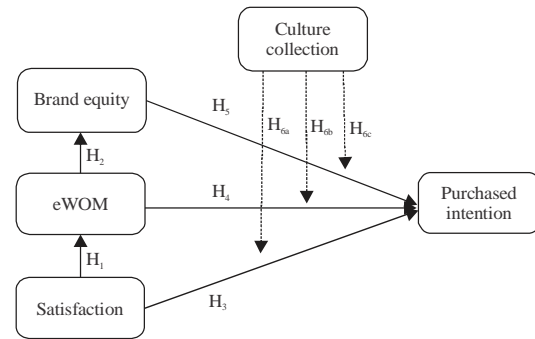 Culture
collection
Brand equity
H5
H6a
H6b
H6c
H2
eWOM
H4
Purchased
intention
H1
Satisfaction
H3